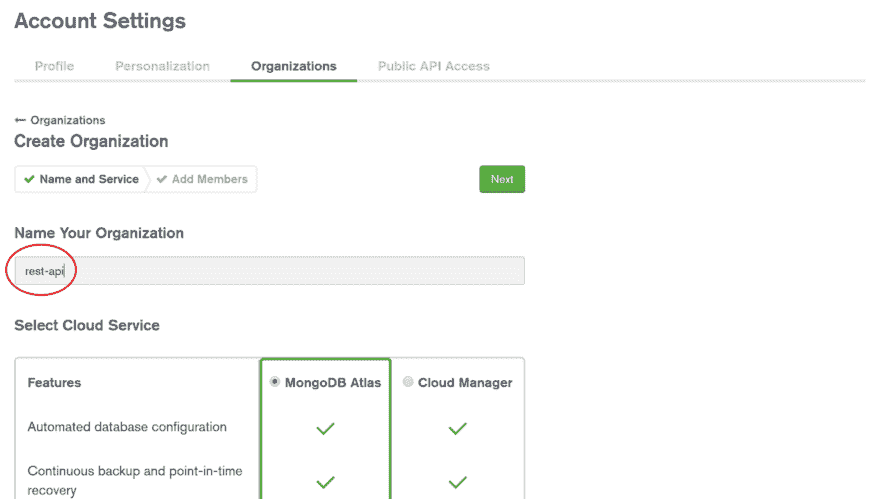 Account Settings
Profile Personalization Organizations Public API Access
← Organizations
Create Organization
Name and Service Add Members Next
Name Your Organization
rest-api
Select Cloud Service
Features MongoDB Atlas Cloud Manager
Automated database configuration
Continuous backup and point-in-time
recovery